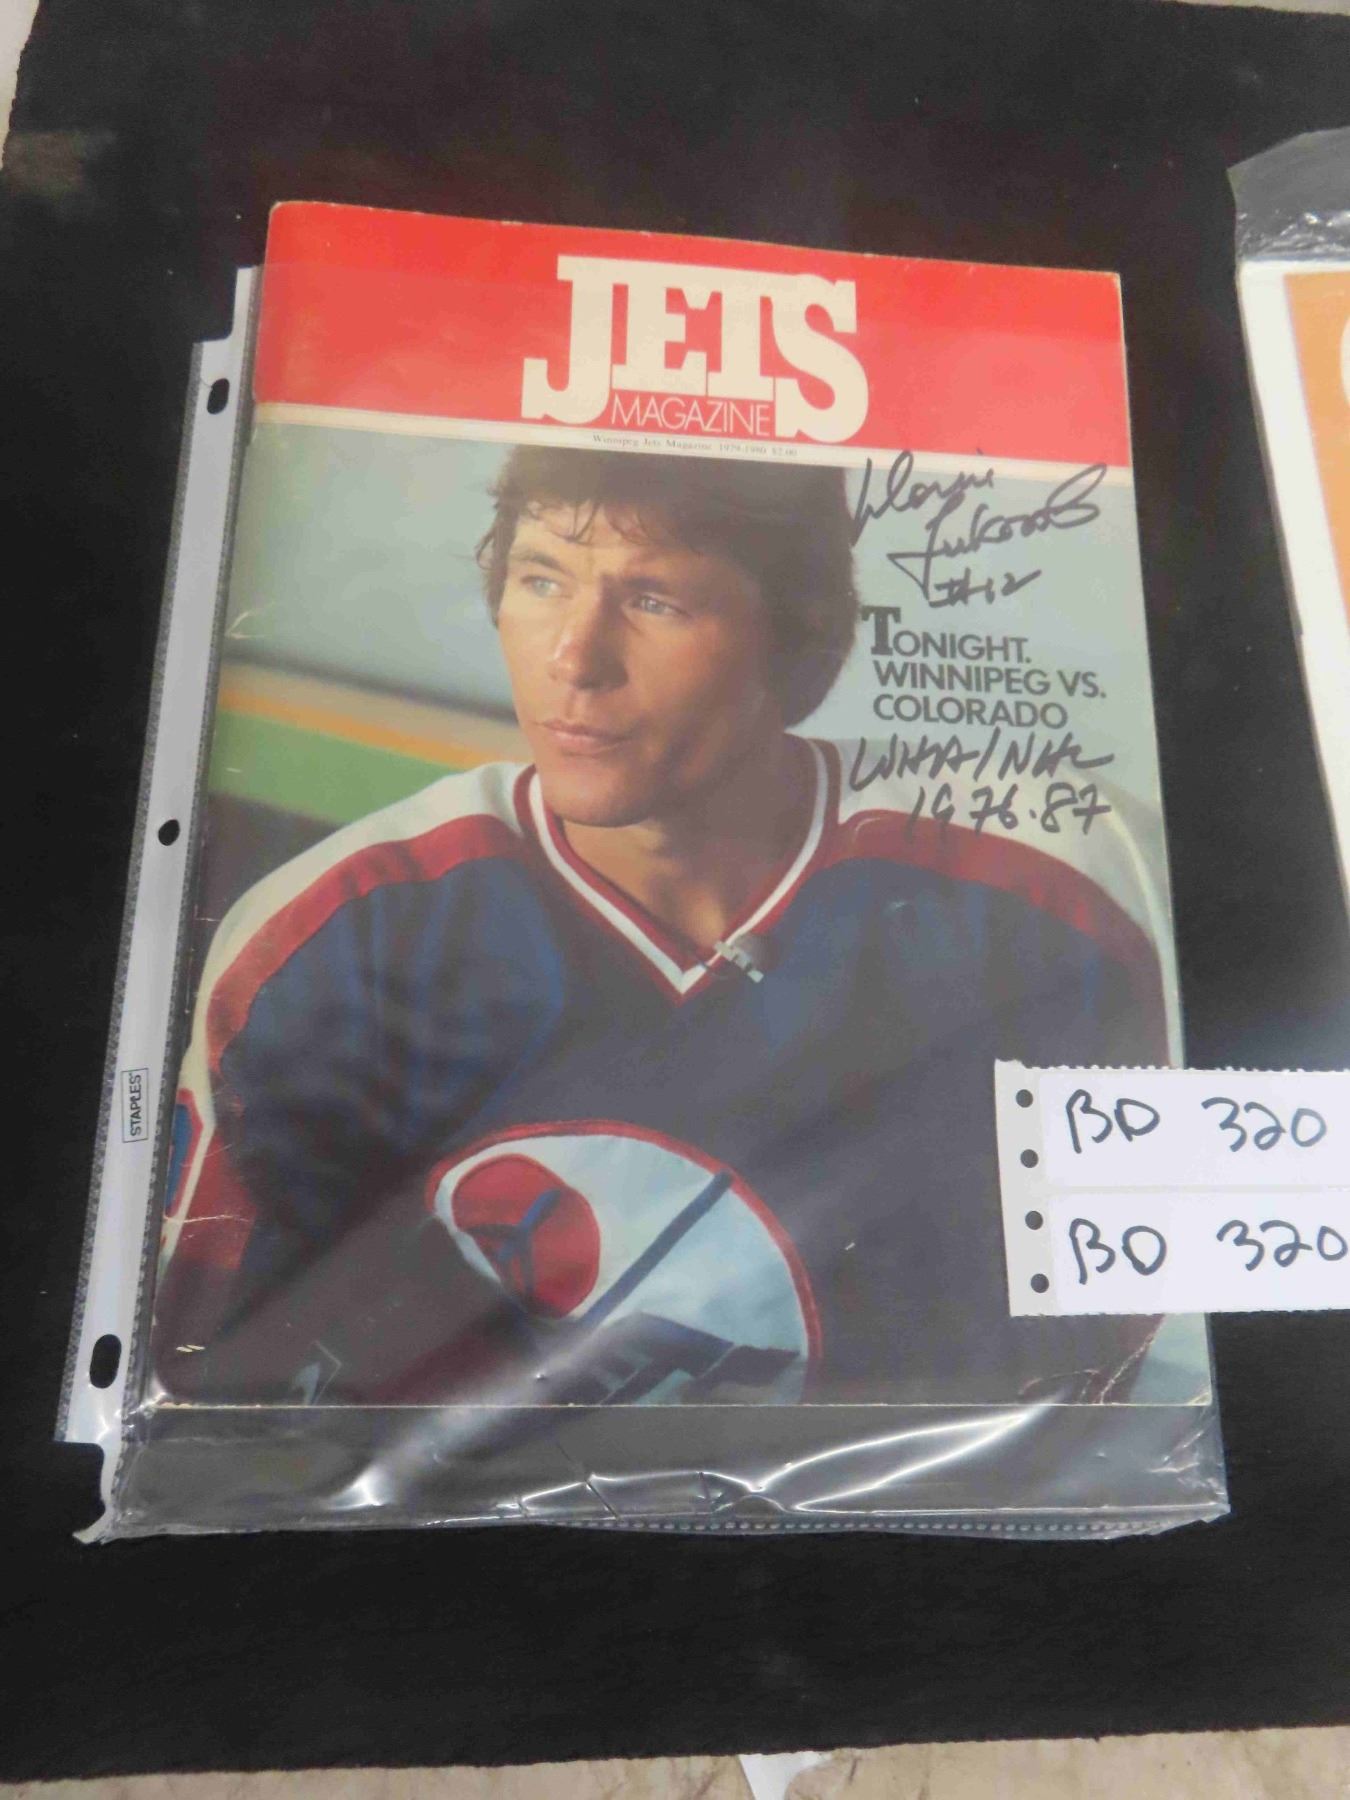 JETS
MAGAZINE
Winnipeg Jets Magazine 1979-1980 $2.00
#12
TONIGHT.
WINNIPEG VS.
COLORADO
WHA/NHL
1976-87
STAPLES
BD 320
BD 320